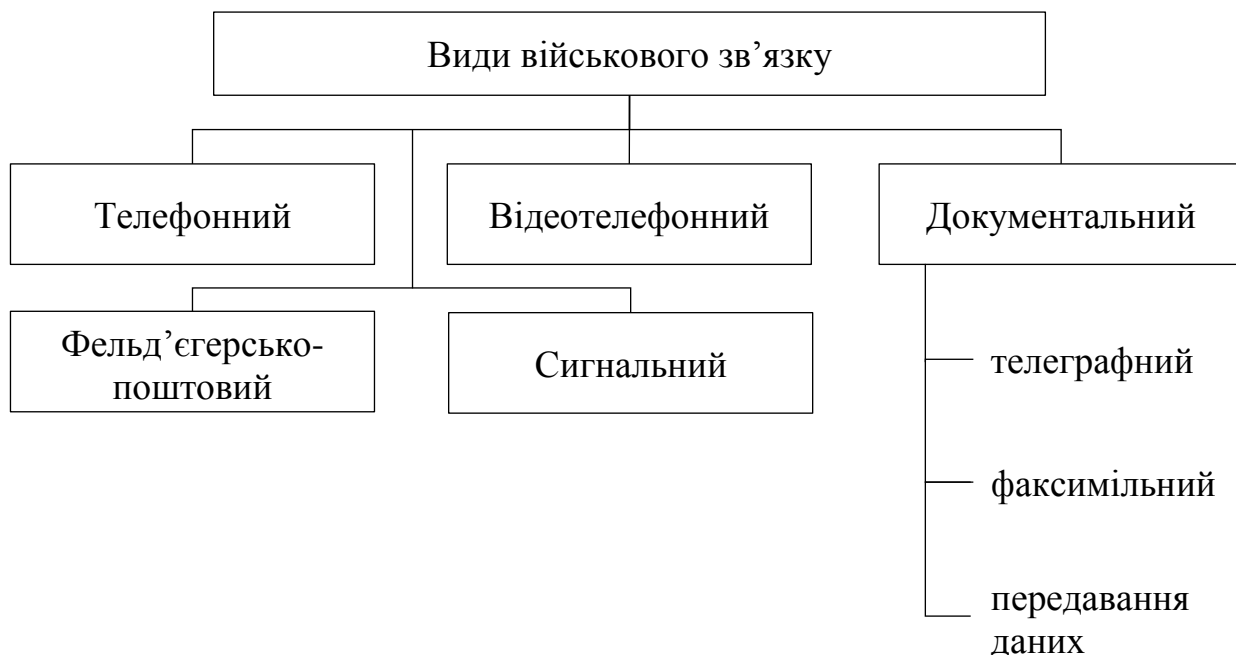 Види військового зв’язку
Телефонний
Відеотелефонний
Документальний
Фельд’єгерсько-
поштовий
Сигнальний
телеграфний
факсимільний
передавання
даних